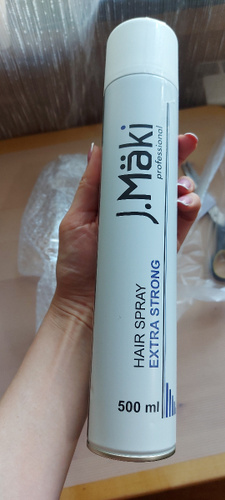 J.Mäki
professional
HAIR SPRAY
EXTRA STRONG
500 ml